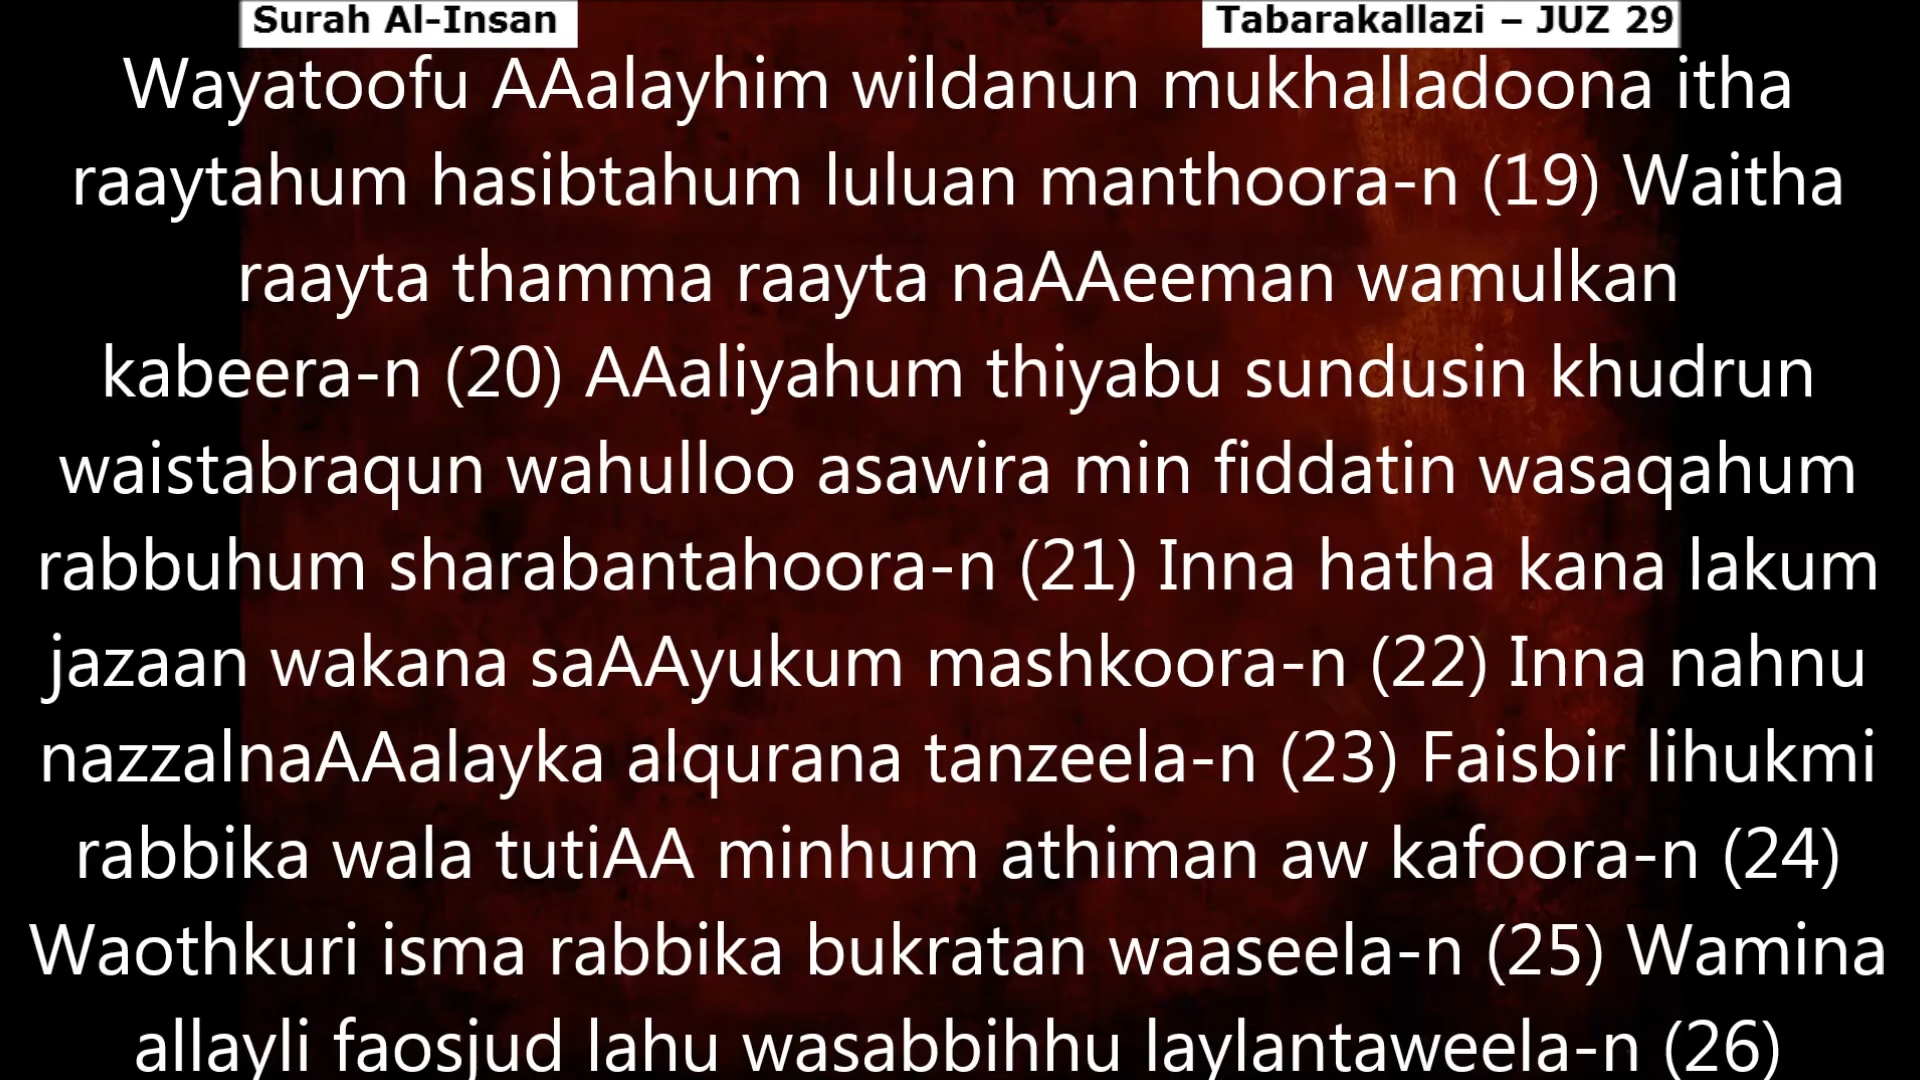 Surah Al-Insan
Tabarakallazi – JUZ 29
Wayatoofu AAalayhim wildanun mukhalladoona itha
raaytahum hasibtahum luluan manthoora-n (19) Waitha
raayta thamma raayta naAAeeman wamulkan
kabeera-n (20) AAaliyahum thiyabu sundusin khudrun
waistabraqun wahulloo asawira min fiddatin wasaqahum
rabbuhum sharabantahoora-n (21) Inna hatha kana lakum
jazaan wakana saAAyukum mashkoora-n (22) Inna nahnu
nazzalnaAAalayka alqurana tanzeela-n (23) Faisbir lihukmi
rabbika wala tutiAA minhum athiman aw kafoora-n (24)
Waothkuri isma rabbika bukratan waaseela-n (25) Wamina
allayli faosjud lahu wasabbihhu laylantaweela-n (26)